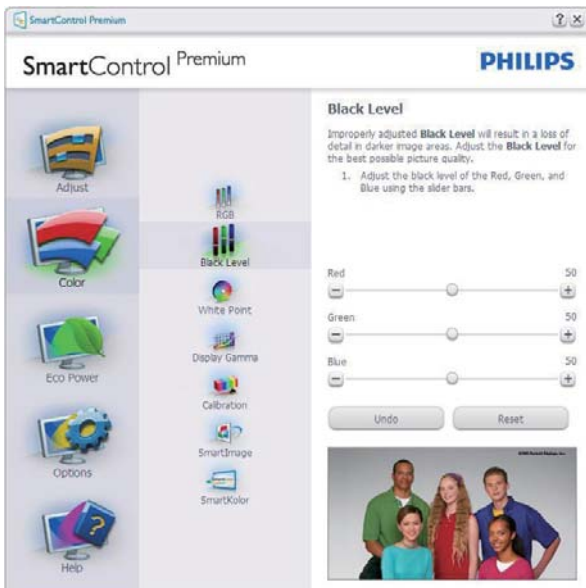 SmartControl Premium
? ×
SmartControl Premium
PHILIPS
Adjust
Color
Eco Power
Options
Help
RGB
Black Level
White Point
Display Gamma
Calibration
SmartImage
SmartKolor
Black Level
Improperly adjusted Black Level will result in a loss of
detail in darker image areas. Adjust the Black Level for
the best possible picture quality.
1. Adjust the black level of the Red, Green, and
Blue using the slider bars.
Red 50
Green 50
Blue 50
Undo Reset